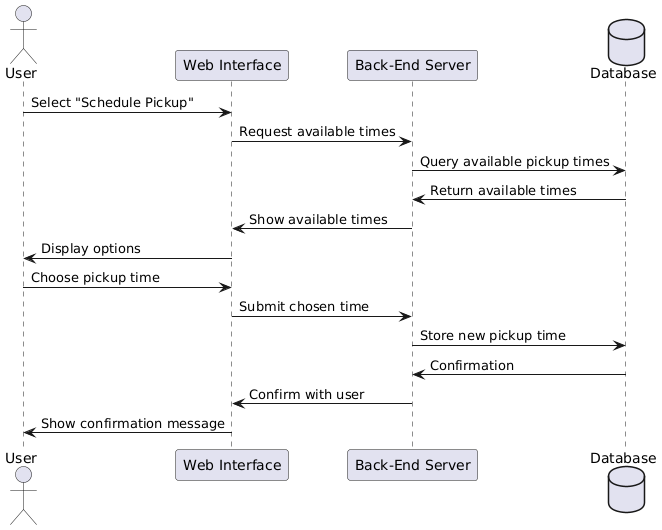 User
Web Interface
Back-End Server
Database
Select "Schedule Pickup"
Request available times
Query available pickup times
Return available times
Show available times
Display options
Choose pickup time
Submit chosen time
Store new pickup time
Confirmation
Confirm with user
Show confirmation message
User
Web Interface
Back-End Server
Database